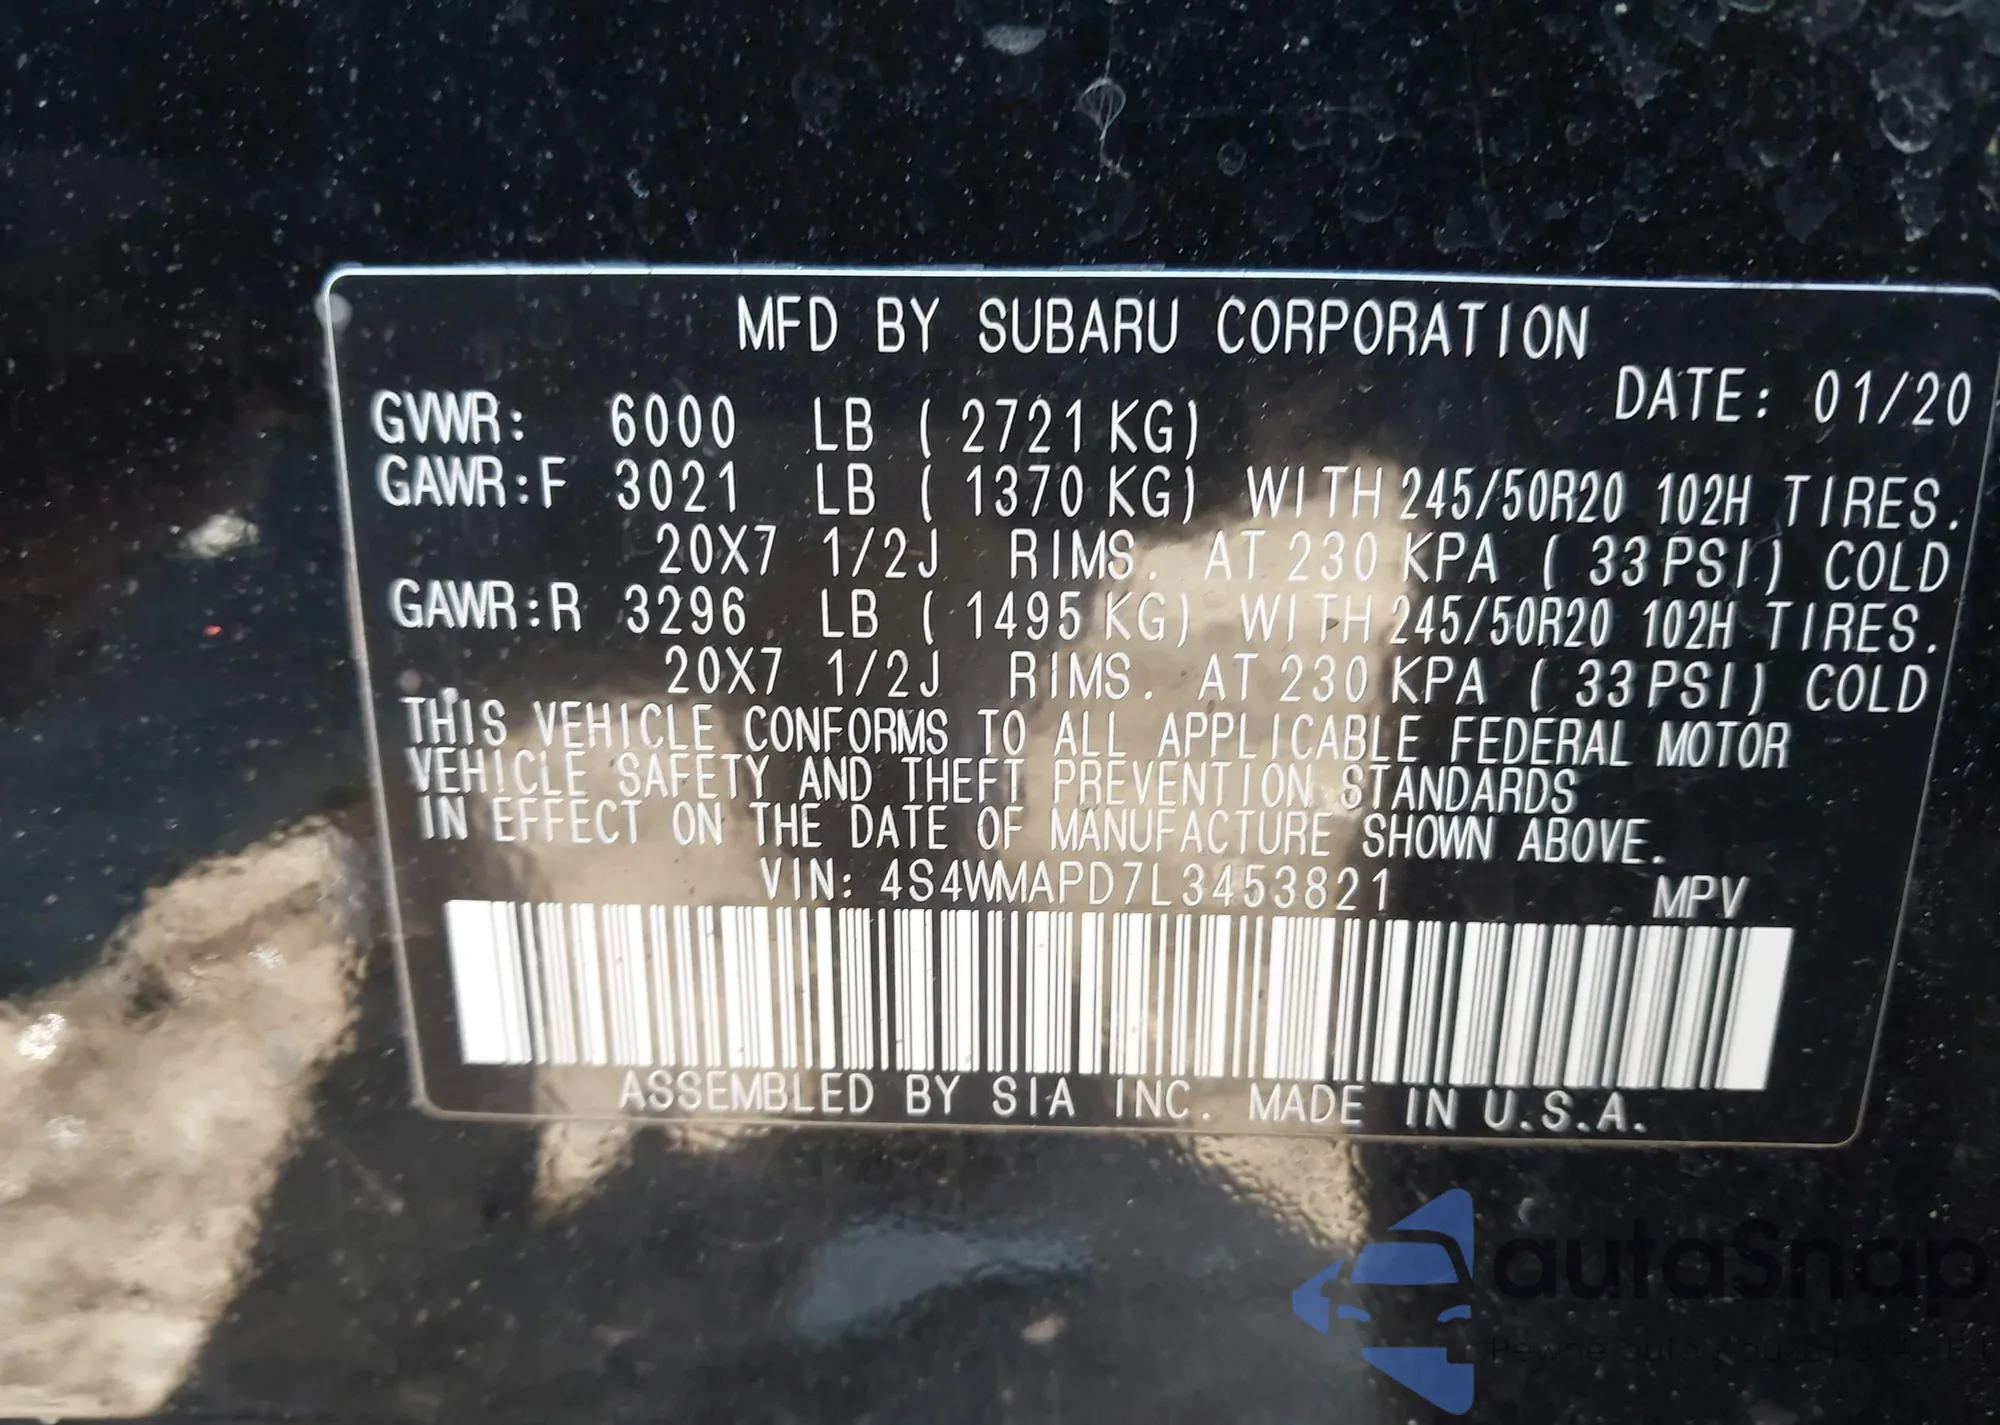 MFD BY SUBARU CORPORATION
DATE: 01/20
GVWR: 6000 LB ( 2721 KG)
GAWR:F 3021 LB ( 1370 KG) WITH 245/50R20 102H TIRES.
20X7 1/2J RIMS. AT 230 KPA ( 33 PSI) COLD
GAWR:R 3296 LB ( 1495 KG) WITH 245/50R20 102H TIRES.
20X7 1/2J RIMS. AT 230 KPA ( 33 PSI) COLD
THIS VEHICLE CONFORMS TO ALL APPLICABLE FEDERAL MOTOR
VEHICLE SAFETY AND THEFT PREVENTION STANDARDS
IN EFFECT ON THE DATE OF MANUFACTURE SHOWN ABOVE.
VIN: 4S4WMAPD7L3453821 MPV
ASSEMBLED BY SIA INC. MADE IN U.S.A.
autaSnap
Pewne auta z